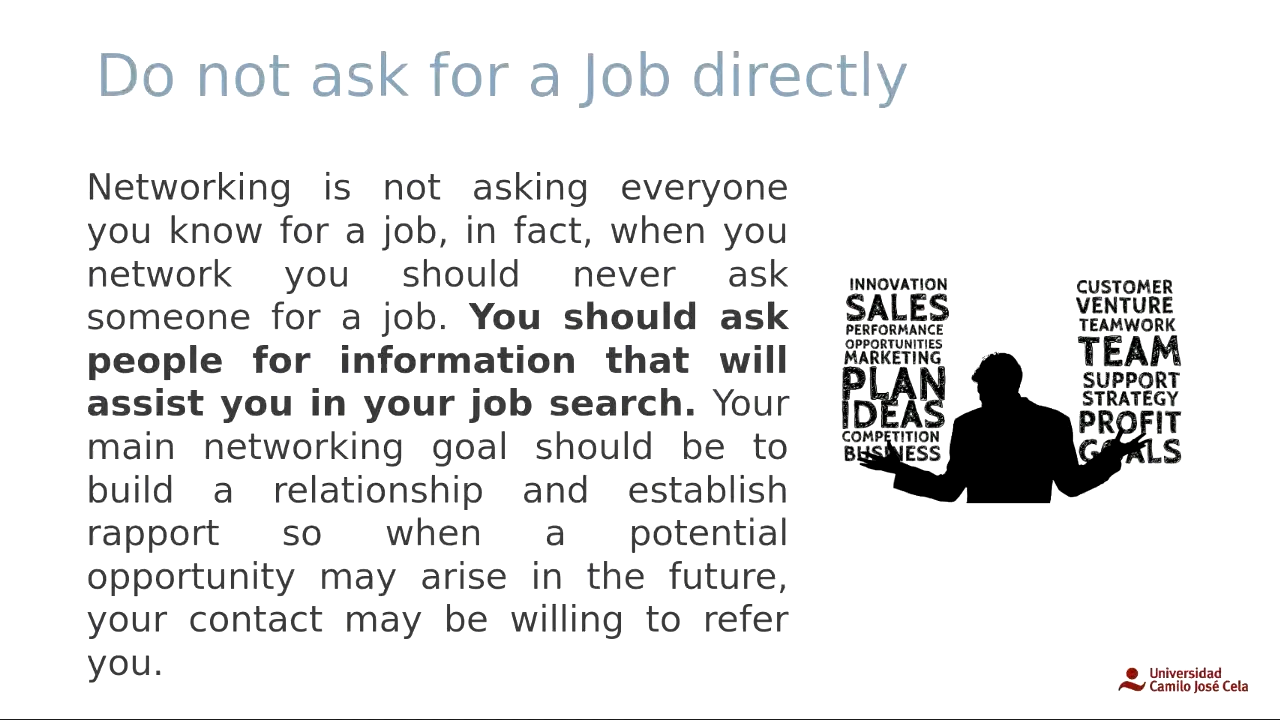 Do not ask for a Job directly
Networking is not asking everyone
you know for a job, in fact, when you
network you should never ask
someone for a job. You should ask
people for information that will
assist you in your job search. Your
main networking goal should be to
build a relationship and establish
rapport so when a potential
opportunity may arise in the future,
your contact may be willing to refer
you.
INNOVATION
SALES
PERFORMANCE
OPPORTUNITIES
MARKETING
PLAN
IDEAS
COMPETITION
BUSINESS
CUSTOMER
VENTURE
TEAMWORK
TEAM
SUPPORT
STRATEGY
PROFIT
GOALS
Universidad
Camilo José Cela